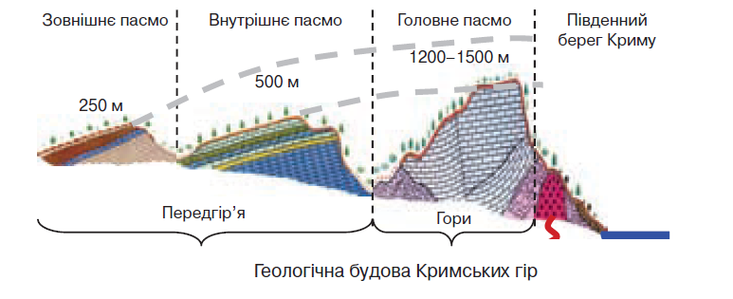 Зовнішнє пасмо
Внутрішнє пасмо
Головне пасмо
Південний
берег Криму
1200–1500 м
500 м
250 м
Передгір’я
Гори
Геологічна будова Кримських гір